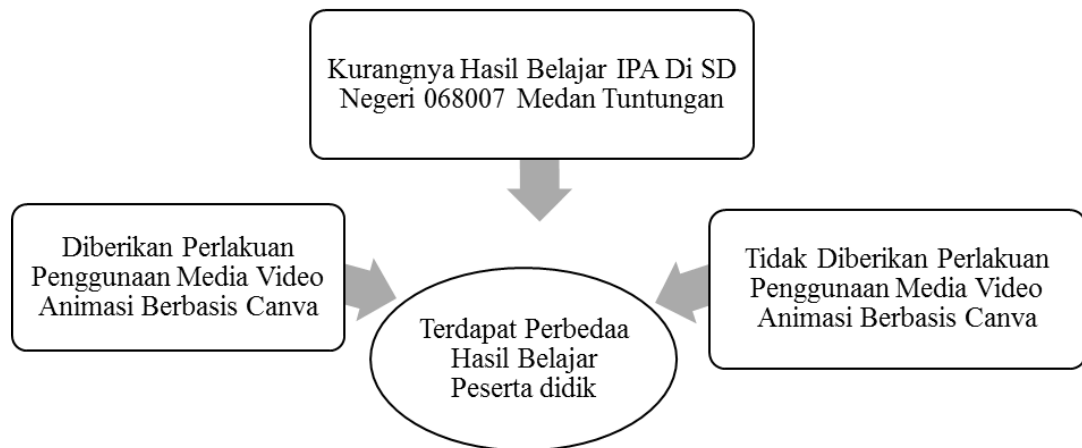 Kurangnya Hasil Belajar IPA Di SD
Negeri 068007 Medan Tuntungan
Diberikan Perlakuan
Penggunaan Media Video
Animasi Berbasis Canva
Tidak Diberikan Perlakuan
Penggunaan Media Video
Animasi Berbasis Canva
Terdapat Perbedaa
Hasil Belajar
Peserta didik